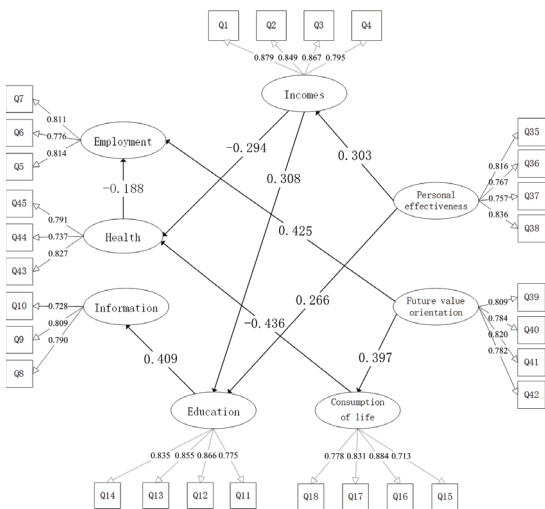 Q1 Q2 Q3 Q4
0.879 0.849 0.867 0.795
Incomes
Q7
0.811
Q6
0.776
Q5
0.814
Employment
-0.294
0.308
0.303
Q35
0.816
Q36
0.767
Q37
0.757
Q38
0.836
Personal
effectiveness
-0.188
Q45
0.791
Q44
0.737
Q43
0.827
Health
0.425
Q10
0.728
Q9
0.809
Q8
0.790
Information
0.266
-0.436
Future value
orientation
Q39
0.809
Q40
0.784
Q41
0.820
Q42
0.782
0.409
0.397
Education
Consumption
of life
0.835 0.855 0.866 0.775
0.778 0.831 0.884 0.713
Q14 Q13 Q12 Q11
Q18 Q17 Q16 Q15